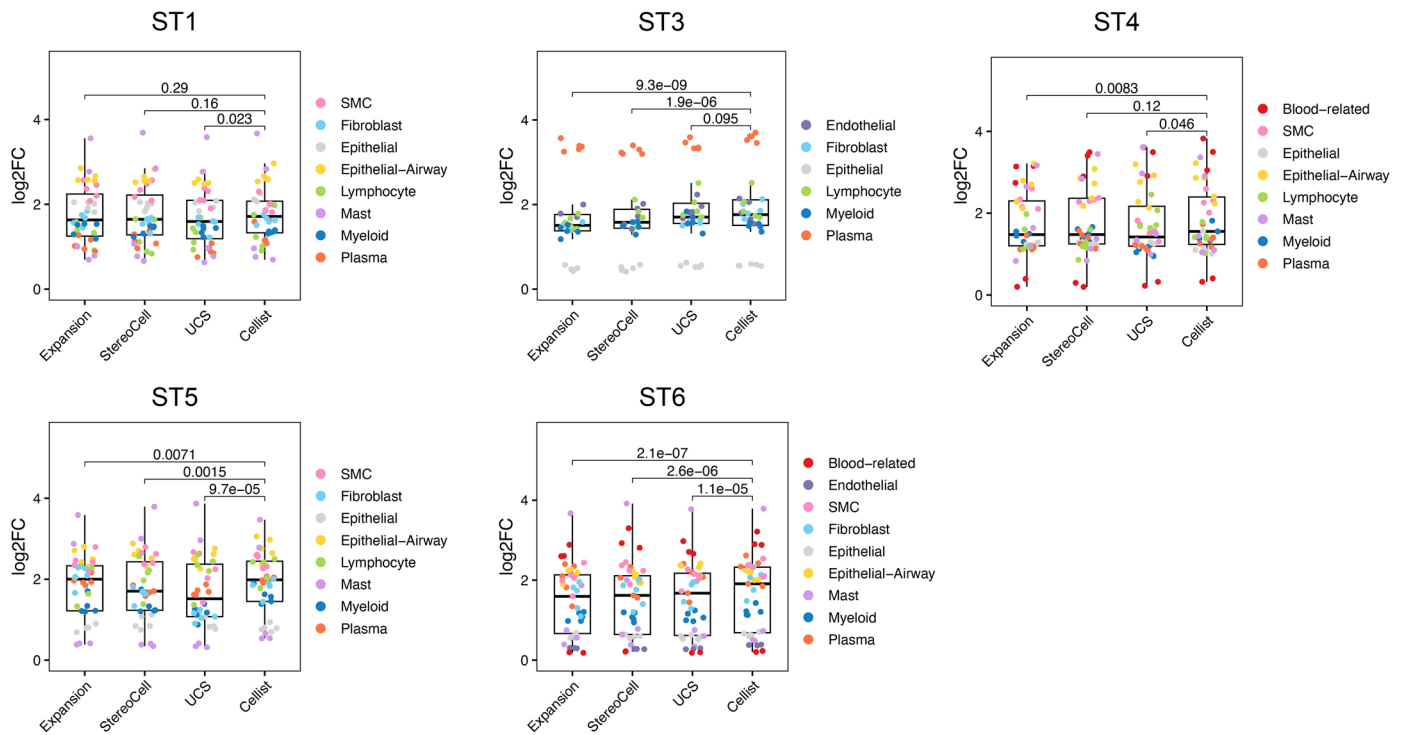 ST1
0.29
0.16
0.023
4
2
0
log2FC
Expansion
StereoCell
UCS
Cellist
SMC
Fibroblast
Epithelial
Epithelial-Airway
Lymphocyte
Mast
Myeloid
Plasma
ST3
9.3e-09
1.9e-06
0.095
4
2
0
log2FC
Expansion
StereoCell
UCS
Cellist
Endothelial
Fibroblast
Epithelial
Lymphocyte
Myeloid
Plasma
ST4
0.0083
0.12
0.046
4
2
0
log2FC
Expansion
StereoCell
UCS
Cellist
Blood-related
SMC
Epithelial
Epithelial-Airway
Lymphocyte
Mast
Myeloid
Plasma
ST5
0.0071
0.0015
9.7e-05
4
2
0
log2FC
Expansion
StereoCell
UCS
Cellist
SMC
Fibroblast
Epithelial
Epithelial-Airway
Lymphocyte
Mast
Myeloid
Plasma
ST6
2.1e-07
2.6e-06
1.1e-05
4
2
0
log2FC
Expansion
StereoCell
UCS
Cellist
Blood-related
Endothelial
SMC
Fibroblast
Epithelial
Epithelial-Airway
Mast
Myeloid
Plasma